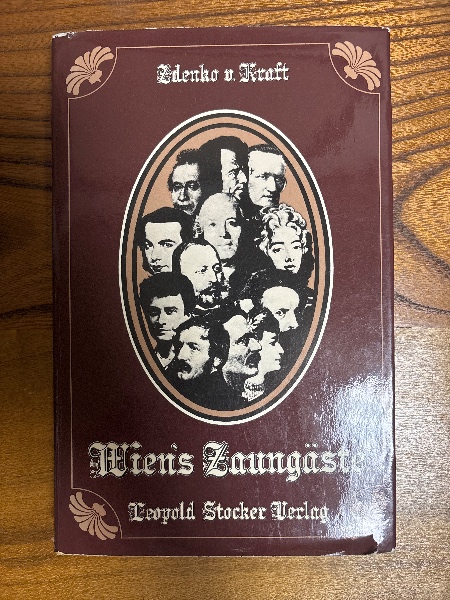 Zdenko v. Kraft
Wiens Zaungäste
Leopold Stocker Verlag